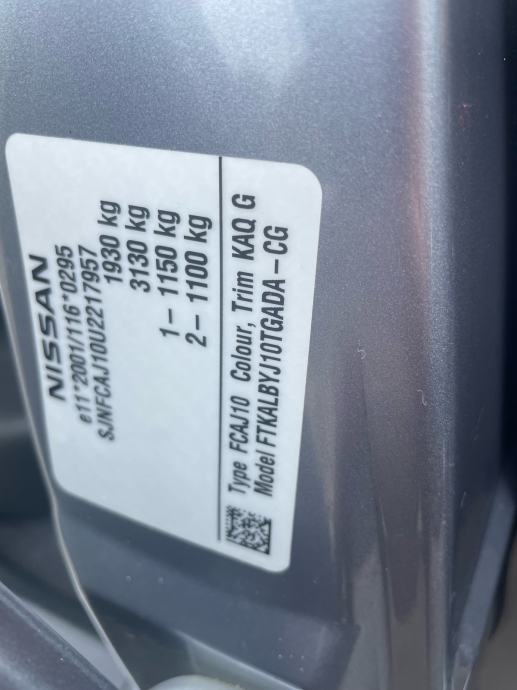 NISSAN
e11*2001/116*0295
SJNFCAJ10U2217957
1930 kg
3130 kg
1– 1150 kg
2– 1100 kg
Type FCAJ10 Colour, Trim KAQ G
Model FTKALBYJ10TGADA–CG